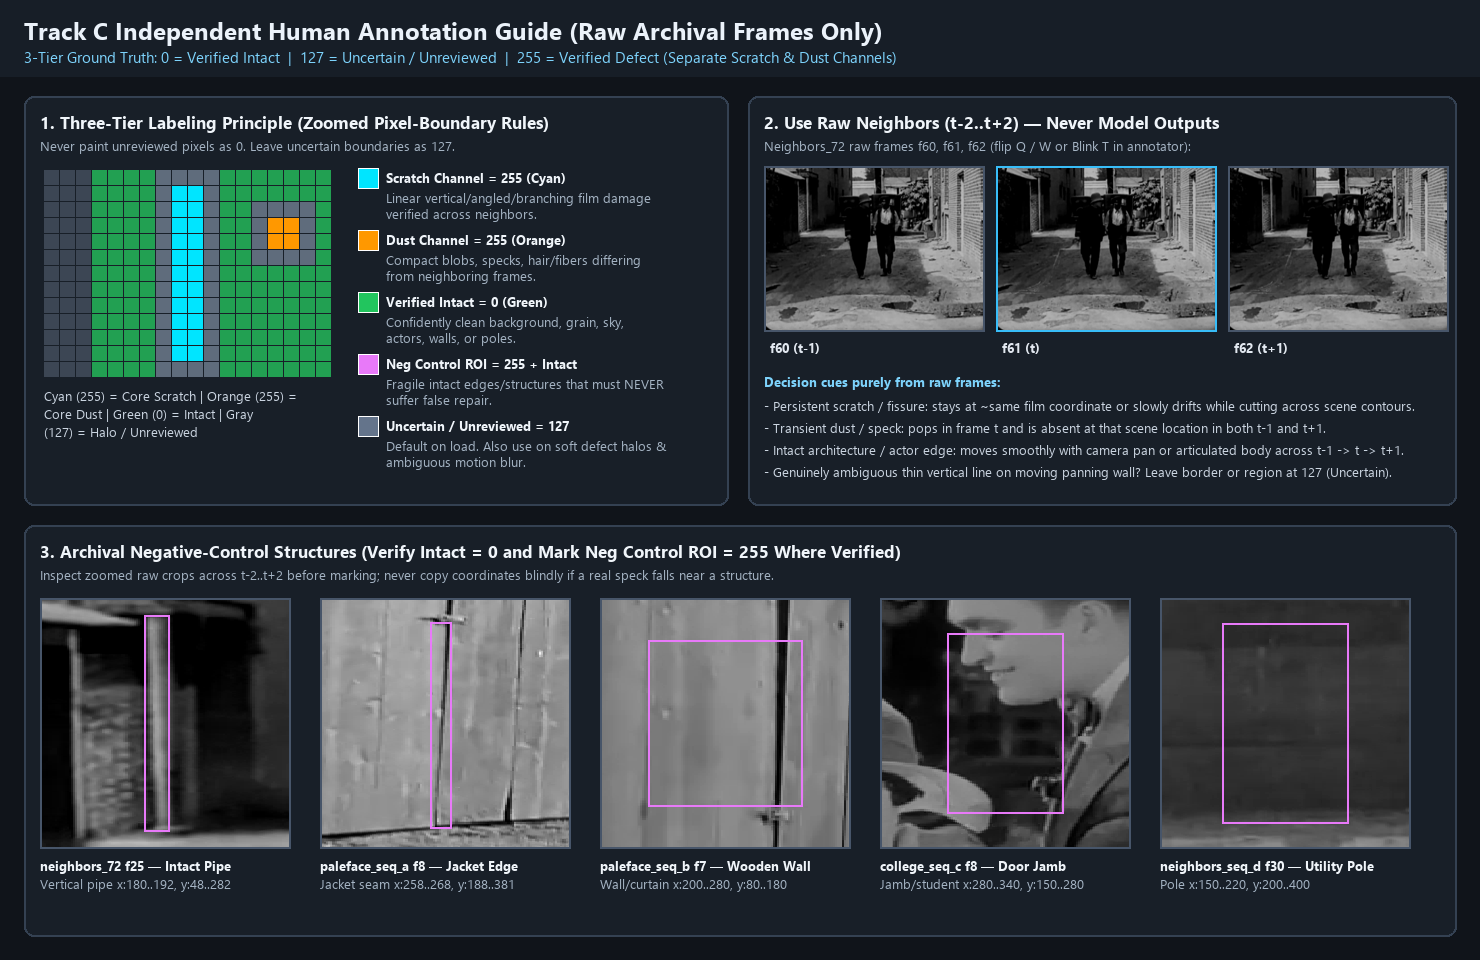 Track C Independent Human Annotation Guide (Raw Archival Frames Only)
3-Tier Ground Truth: 0 = Verified Intact | 127 = Uncertain / Unreviewed | 255 = Verified Defect (Separate Scratch & Dust Channels)
1. Three-Tier Labeling Principle (Zoomed Pixel-Boundary Rules)
Never paint unreviewed pixels as 0. Leave uncertain boundaries as 127.
Scratch Channel = 255 (Cyan)
Linear vertical/angled/branching film damage
verified across neighbors.
Dust Channel = 255 (Orange)
Compact blobs, specks, hair/fibers differing
from neighboring frames.
Verified Intact = 0 (Green)
Confidently clean background, grain, sky,
actors, walls, or poles.
Neg Control ROI = 255 + Intact
Fragile intact edges/structures that must NEVER
suffer false repair.
Uncertain / Unreviewed = 127
Default on load. Also use on soft defect halos &
ambiguous motion blur.
Cyan (255) = Core Scratch | Orange (255) =
Core Dust | Green (0) = Intact | Gray
(127) = Halo / Unreviewed
2. Use Raw Neighbors (t-2..t+2) — Never Model Outputs
Neighbors_72 raw frames f60, f61, f62 (flip Q / W or Blink T in annotator):
f60 (t-1)
f61 (t)
f62 (t+1)
Decision cues purely from raw frames:
- Persistent scratch / fissure: stays at ~same film coordinate or slowly drifts while cutting across scene contours.
- Transient dust / speck: pops in frame t and is absent at that scene location in both t-1 and t+1.
- Intact architecture / actor edge: moves smoothly with camera pan or articulated body across t-1 -> t -> t+1.
- Genuinely ambiguous thin vertical line on moving panning wall? Leave border or region at 127 (Uncertain).
3. Archival Negative-Control Structures (Verify Intact = 0 and Mark Neg Control ROI = 255 Where Verified)
Inspect zoomed raw crops across t-2..t+2 before marking; never copy coordinates blindly if a real speck falls near a structure.
neighbors_72 f25 — Intact Pipe
Vertical pipe x:180..192, y:48..282
paleface_seq_a f8 — Jacket Edge
Jacket seam x:258..268, y:188..381
paleface_seq_b f7 — Wooden Wall
Wall/curtain x:200..280, y:80..180
college_seq_c f8 — Door Jamb
Jamb/student x:280..340, y:150..280
neighbors_seq_d f30 — Utility Pole
Pole x:150..220, y:200..400